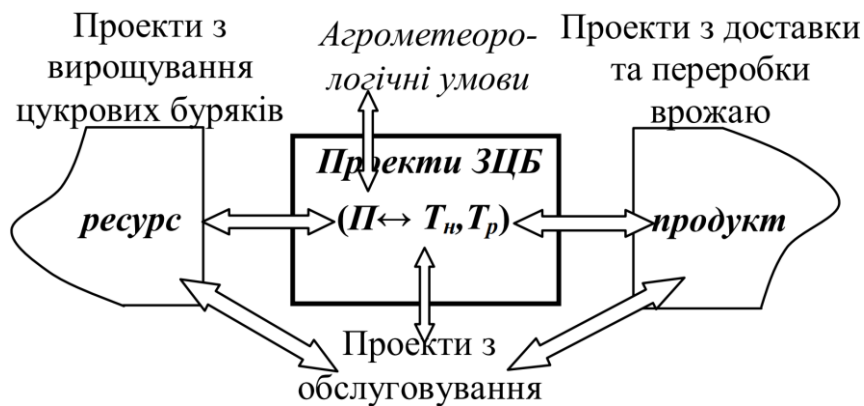 Проекти з
вирощування
цукрових буряків
Агрометеоро-
логічні умови
Проекти з доставки
та переробки
врожаю
Проекти ЗЦБ
ресурс
(П↔ Тн,Тр)
продукт
Проекти з
обслуговування